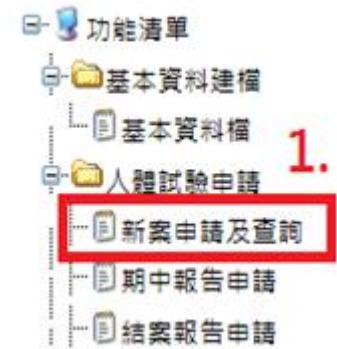 功能清單
基本資料建檔
基本資料檔
1.
人體試驗申請
新案申請及查詢
期中報告申請
結案報告申請